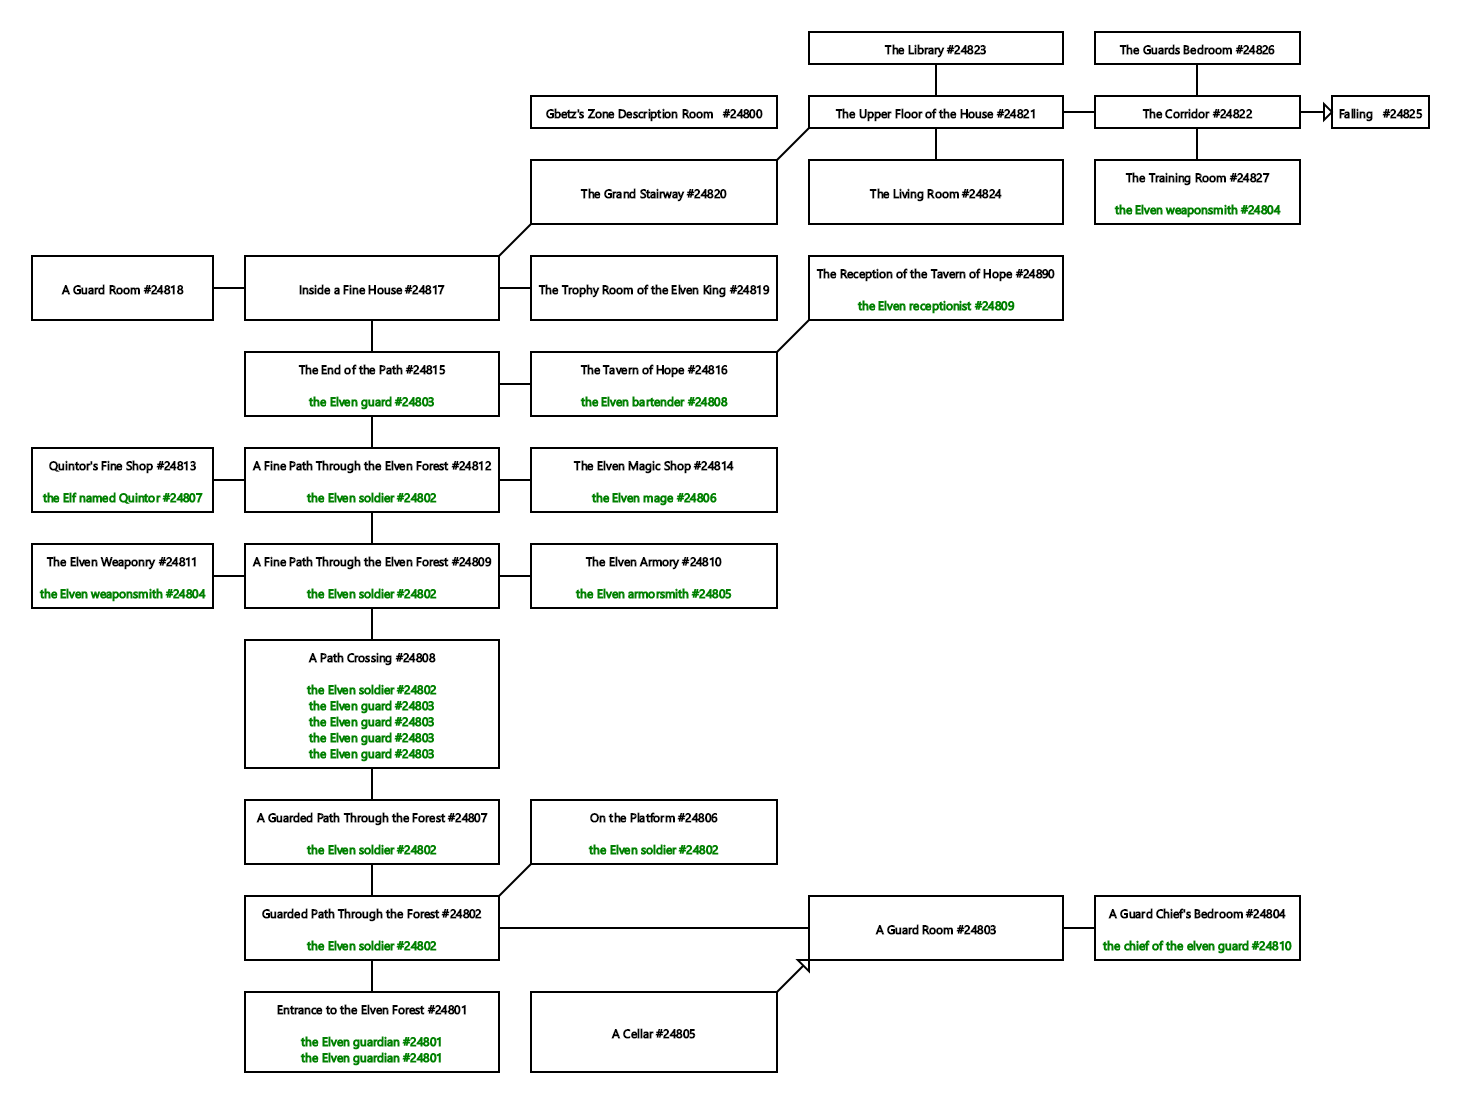 The Library #24823
The Guards Bedroom #24826
Gbetz's Zone Description Room #24800
The Upper Floor of the House #24821
The Corridor #24822
Falling #24825
The Grand Stairway #24820
The Living Room #24824
The Training Room #24827
the Elven weaponsmith #24804
A Guard Room #24818
Inside a Fine House #24817
The Trophy Room of the Elven King #24819
The Reception of the Tavern of Hope #24890
the Elven receptionist #24809
The End of the Path #24815
the Elven guard #24803
The Tavern of Hope #24816
the Elven bartender #24808
Quintor's Fine Shop #24813
the Elf named Quintor #24807
A Fine Path Through the Elven Forest #24812
the Elven soldier #24802
The Elven Magic Shop #24814
the Elven mage #24806
The Elven Weaponry #24811
the Elven weaponsmith #24804
A Fine Path Through the Elven Forest #24809
the Elven soldier #24802
The Elven Armory #24810
the Elven armorsmith #24805
A Path Crossing #24808
the Elven soldier #24802
the Elven guard #24803
the Elven guard #24803
the Elven guard #24803
the Elven guard #24803
A Guarded Path Through the Forest #24807
the Elven soldier #24802
On the Platform #24806
the Elven soldier #24802
Guarded Path Through the Forest #24802
the Elven soldier #24802
A Guard Room #24803
A Guard Chief's Bedroom #24804
the chief of the elven guard #24810
Entrance to the Elven Forest #24801
the Elven guardian #24801
the Elven guardian #24801
A Cellar #24805